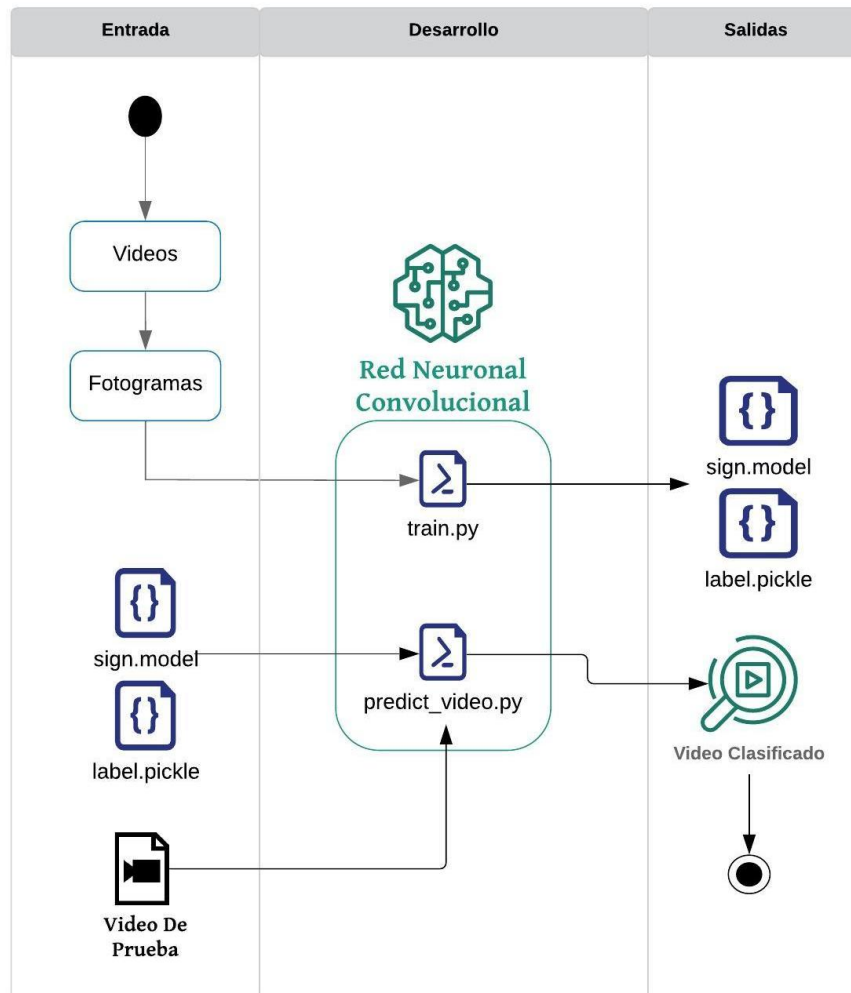 Entrada
Desarrollo
Salidas
Videos
Fotogramas
Red Neuronal
Convolucional
train.py
sign.model
label.pickle
sign.model
label.pickle
predict_video.py
Video Clasificado
Video De
Prueba